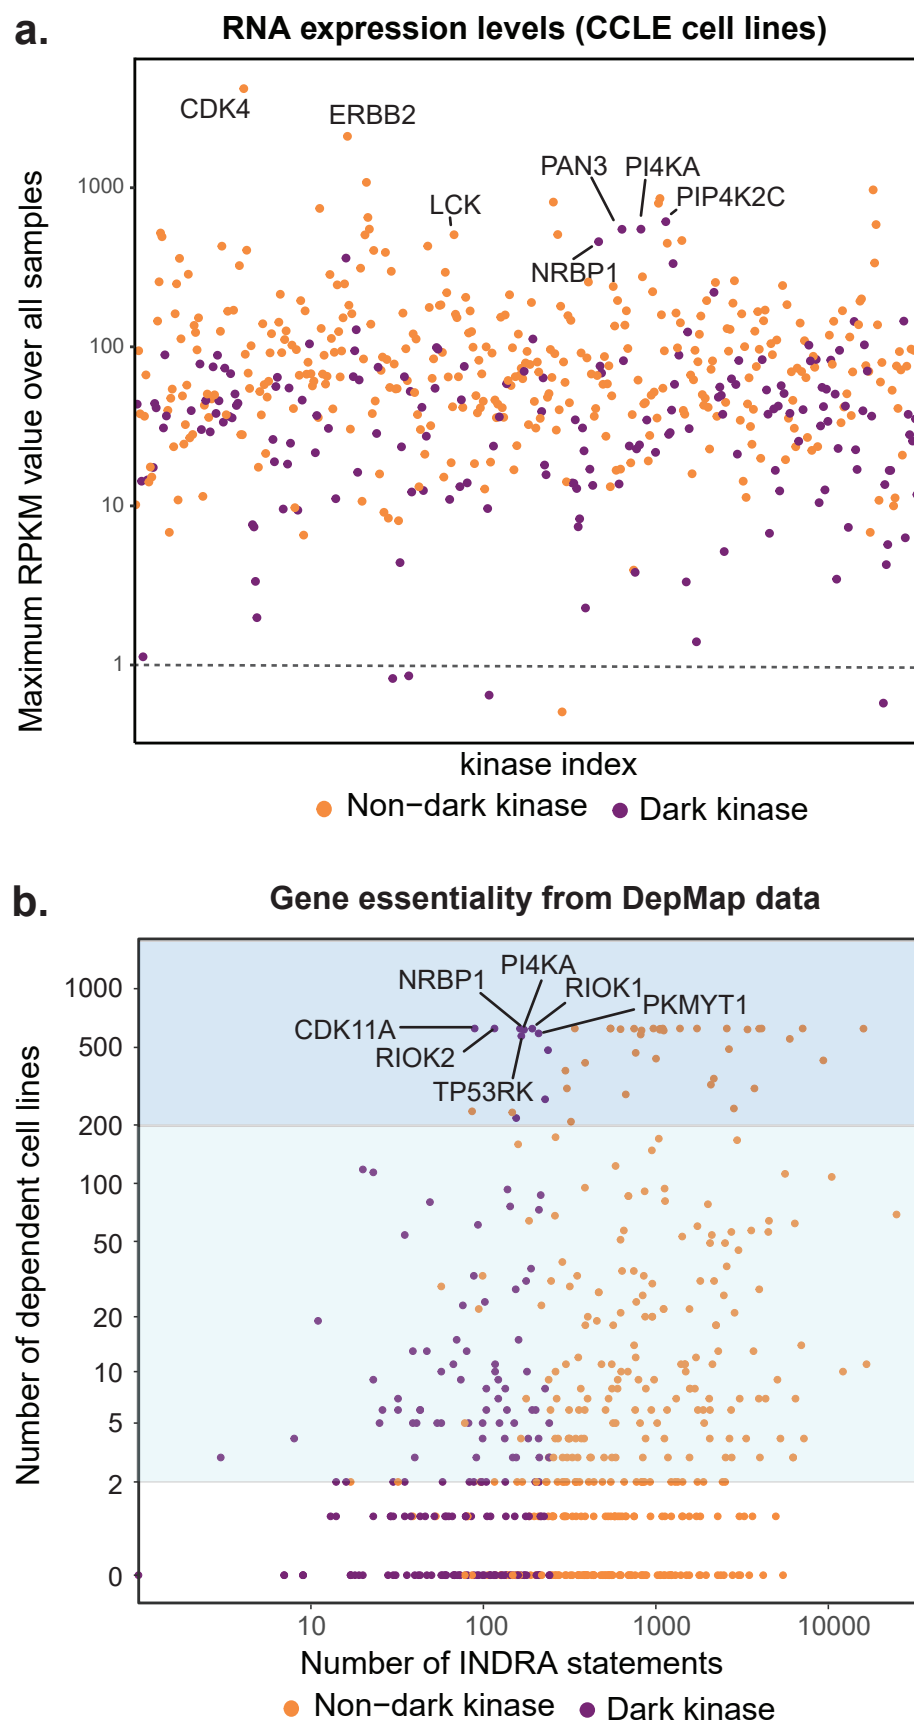 a.
RNA expression levels (CCLE cell lines)
CDK4
ERBB2
PAN3
PI4KA
LCK
PIP4K2C
NRBP1
Maximum RPKM value over all samples
1000
100
10
1
kinase index
Non−dark kinase
Dark kinase
b.
Gene essentiality from DepMap data
NRBP1
PI4KA
RIOK1
PKMYT1
CDK11A
RIOK2
TP53RK
Number of dependent cell lines
1000
500
200
100
50
20
10
5
2
0
10
100
1000
10000
Number of INDRA statements
Non−dark kinase
Dark kinase